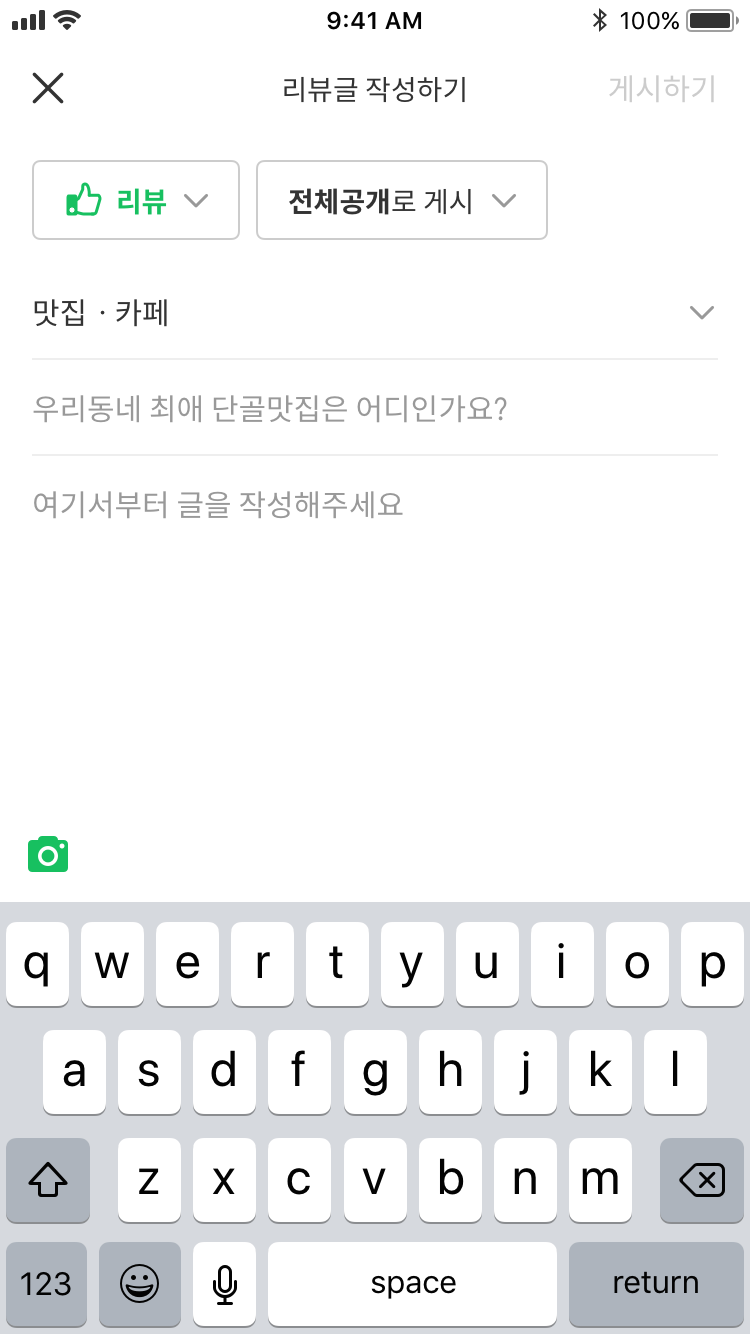 9:41 AM 100%
리뷰글 작성하기 게시하기
리뷰 전체공개로 게시
맛집 · 카페
우리동네 최애 단골맛집은 어디인가요?
여기서부터 글을 작성해주세요
q w e r t y u i o p
a s d f g h j k l
z x c v b n m
123 space return